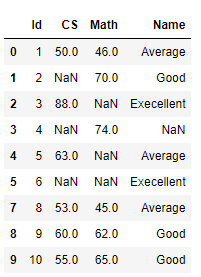 Id CS Math Name
0 1 50.0 46.0 Average
1 2 NaN 70.0 Good
2 3 88.0 NaN Execellent
3 4 NaN 74.0 NaN
4 5 63.0 NaN Average
5 6 NaN NaN Execellent
7 8 53.0 45.0 Average
8 9 60.0 62.0 Good
9 10 55.0 65.0 Good